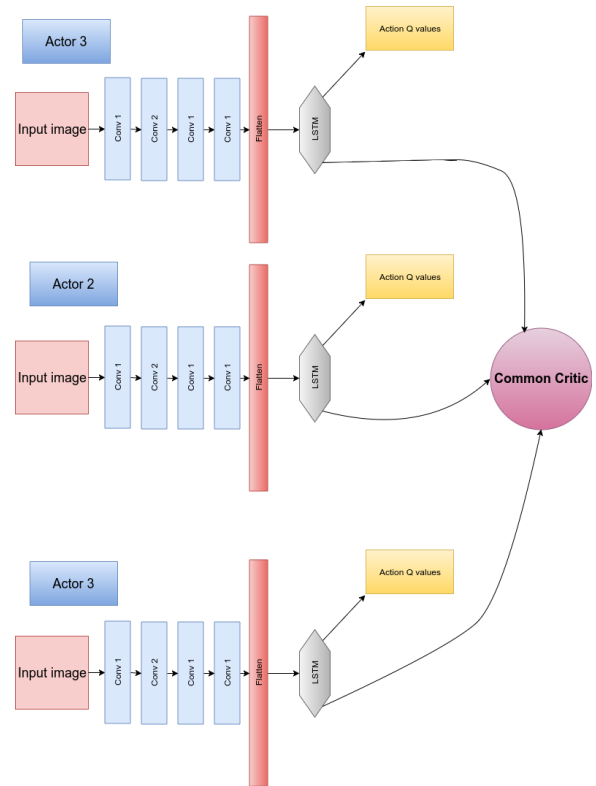 Actor 3
Action Q values
Input image
Conv 1
Conv 2
Conv 1
Conv 1
Flatten
LSTM
Actor 2
Action Q values
Input image
Conv 1
Conv 2
Conv 1
Conv 1
Flatten
LSTM
Common Critic
Actor 3
Action Q values
Input image
Conv 1
Conv 2
Conv 1
Conv 1
Flatten
LSTM